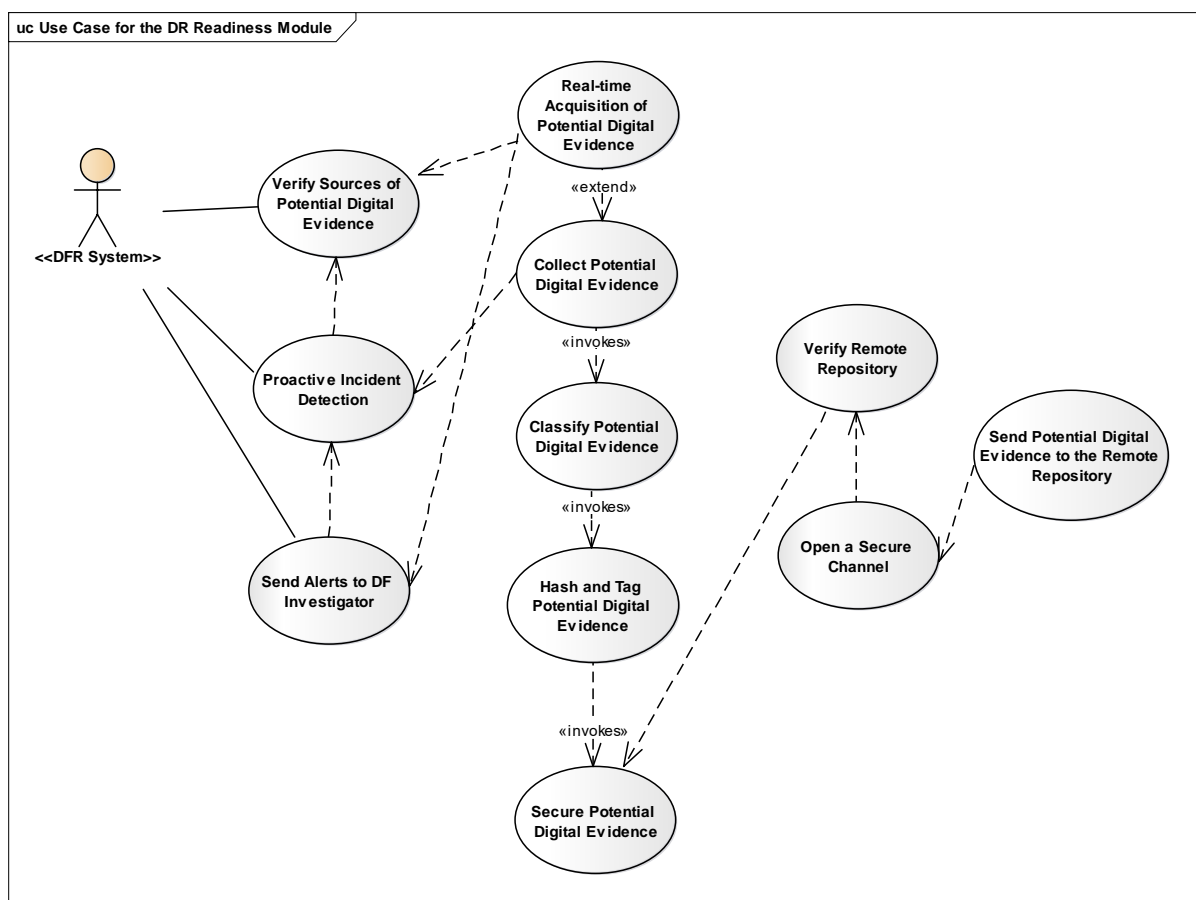 uc Use Case for the DR Readiness Module
Real-time
Acquisition of
Potential Digital
Evidence
Verify Sources of
Potential Digital
Evidence
<<DFR System>>
«extend»
Collect Potential
Digital Evidence
«invokes»
Proactive Incident
Detection
Classify Potential
Digital Evidence
«invokes»
Send Alerts to DF
Investigator
Hash and Tag
Potential Digital
Evidence
«invokes»
Secure Potential
Digital Evidence
Verify Remote
Repository
Open a Secure
Channel
Send Potential Digital
Evidence to the Remote
Repository